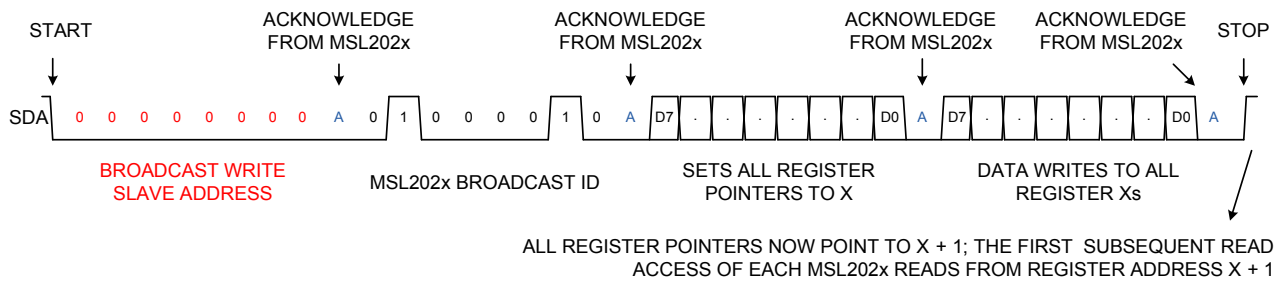 START
ACKNOWLEDGE
FROM MSL202x
ACKNOWLEDGE
FROM MSL202x
ACKNOWLEDGE
FROM MSL202x
ACKNOWLEDGE
FROM MSL202x
STOP
SDA 0 0 0 0 0 0 0 0 A 0 1 0 0 0 0 1 0 A D7 . . . . . . D0 A D7 . . . . . . D0 A
BROADCAST WRITE
SLAVE ADDRESS
MSL202x BROADCAST ID
SETS ALL REGISTER
POINTERS TO X
DATA WRITES TO ALL
REGISTER Xs
ALL REGISTER POINTERS NOW POINT TO X + 1; THE FIRST SUBSEQUENT READ
ACCESS OF EACH MSL202x READS FROM REGISTER ADDRESS X + 1